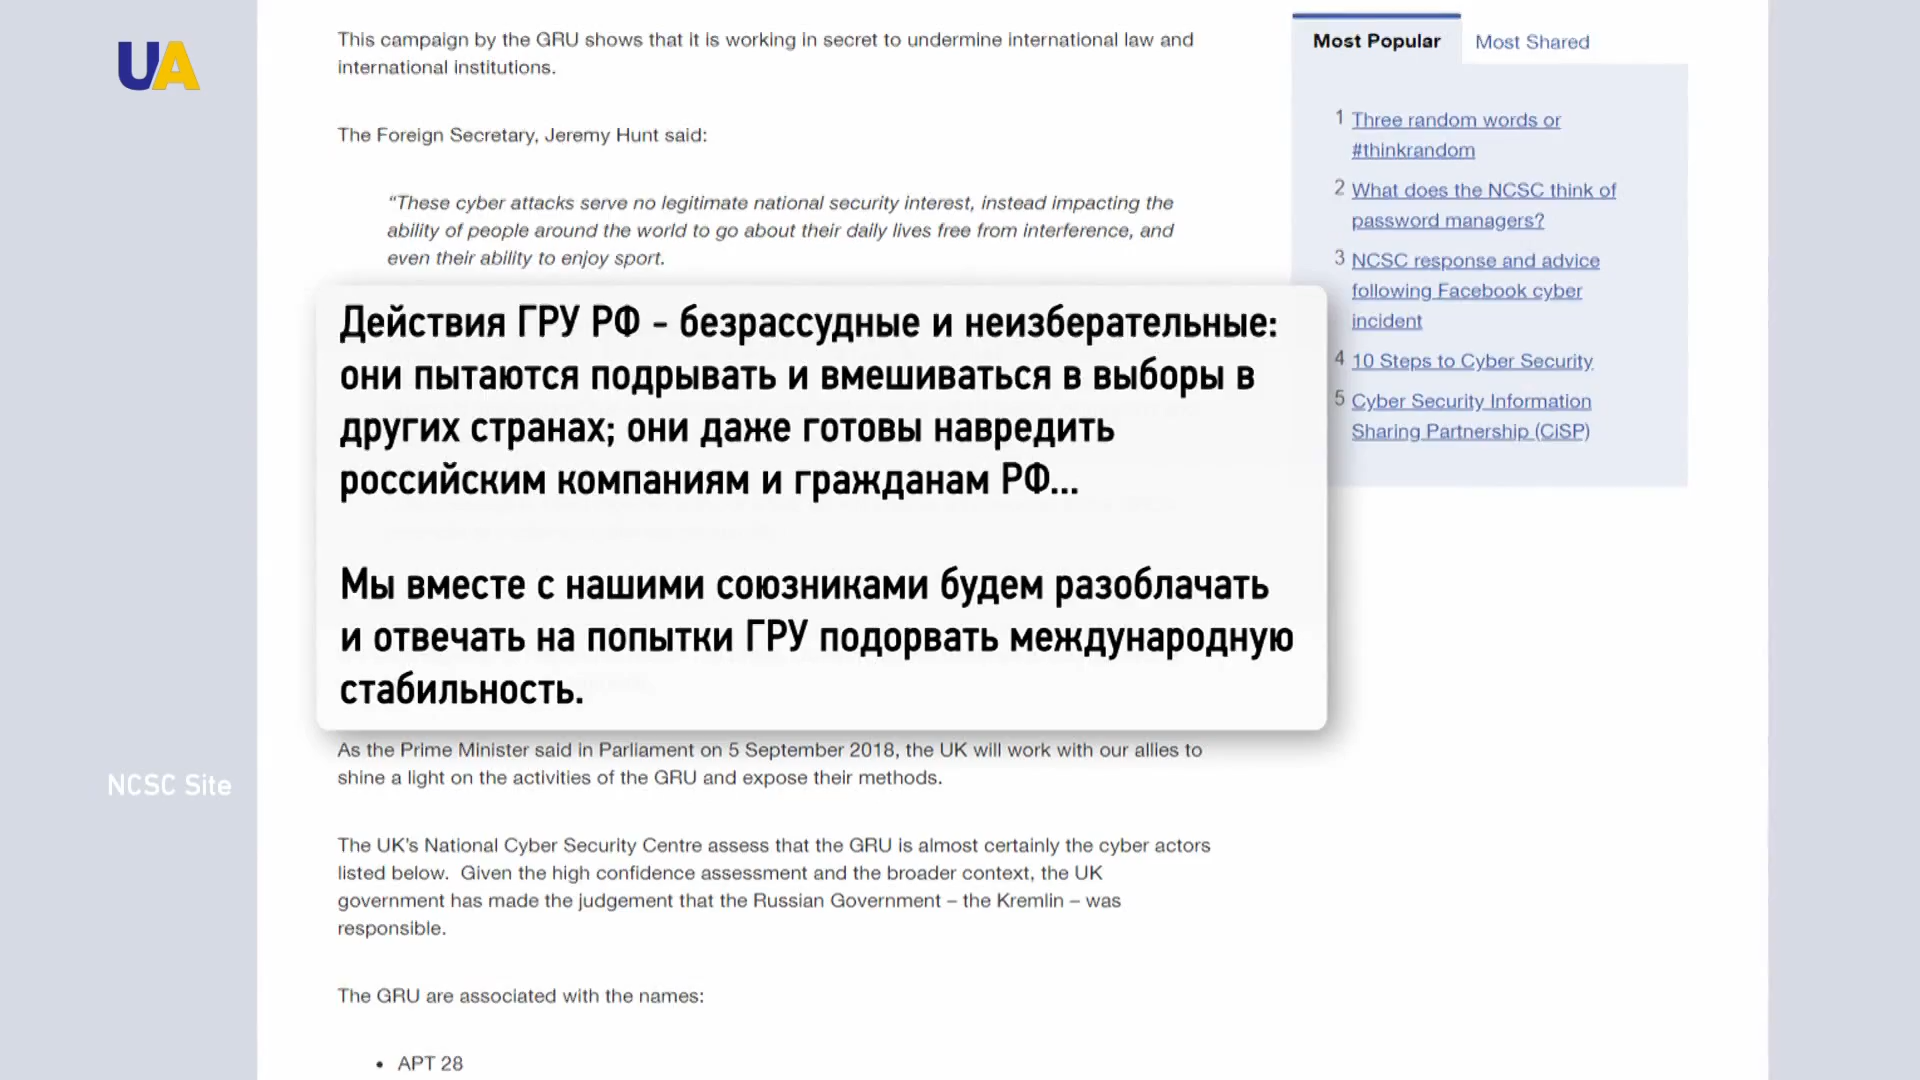 UA
This campaign by the GRU shows that it is working in secret to undermine international law and
international institutions.
The Foreign Secretary, Jeremy Hunt said:
“These cyber attacks serve no legitimate national security interest, instead impacting the
ability of people around the world to go about their daily lives free from interference, and
even their ability to enjoy sport.
Действия ГРУ РФ - безрассудные и неизберательные:
они пытаются подрывать и вмешиваться в выборы в
других странах; они даже готовы навредить
российским компаниям и гражданам РФ...
Мы вместе с нашими союзниками будем разоблачать
и отвечать на попытки ГРУ подорвать международную
стабильность.
As the Prime Minister said in Parliament on 5 September 2018, the UK will work with our allies to
shine a light on the activities of the GRU and expose their methods.
The UK’s National Cyber Security Centre assess that the GRU is almost certainly the cyber actors
listed below.  Given the high confidence assessment and the broader context, the UK
government has made the judgement that the Russian Government – the Kremlin – was
responsible.
The GRU are associated with the names:
• APT 28
Most Popular
Most Shared
1 Three random words or
#thinkrandom
2 What does the NCSC think of
password managers?
3 NCSC response and advice
following Facebook cyber
incident
4 10 Steps to Cyber Security
5 Cyber Security Information
Sharing Partnership (CiSP)
NCSC Site